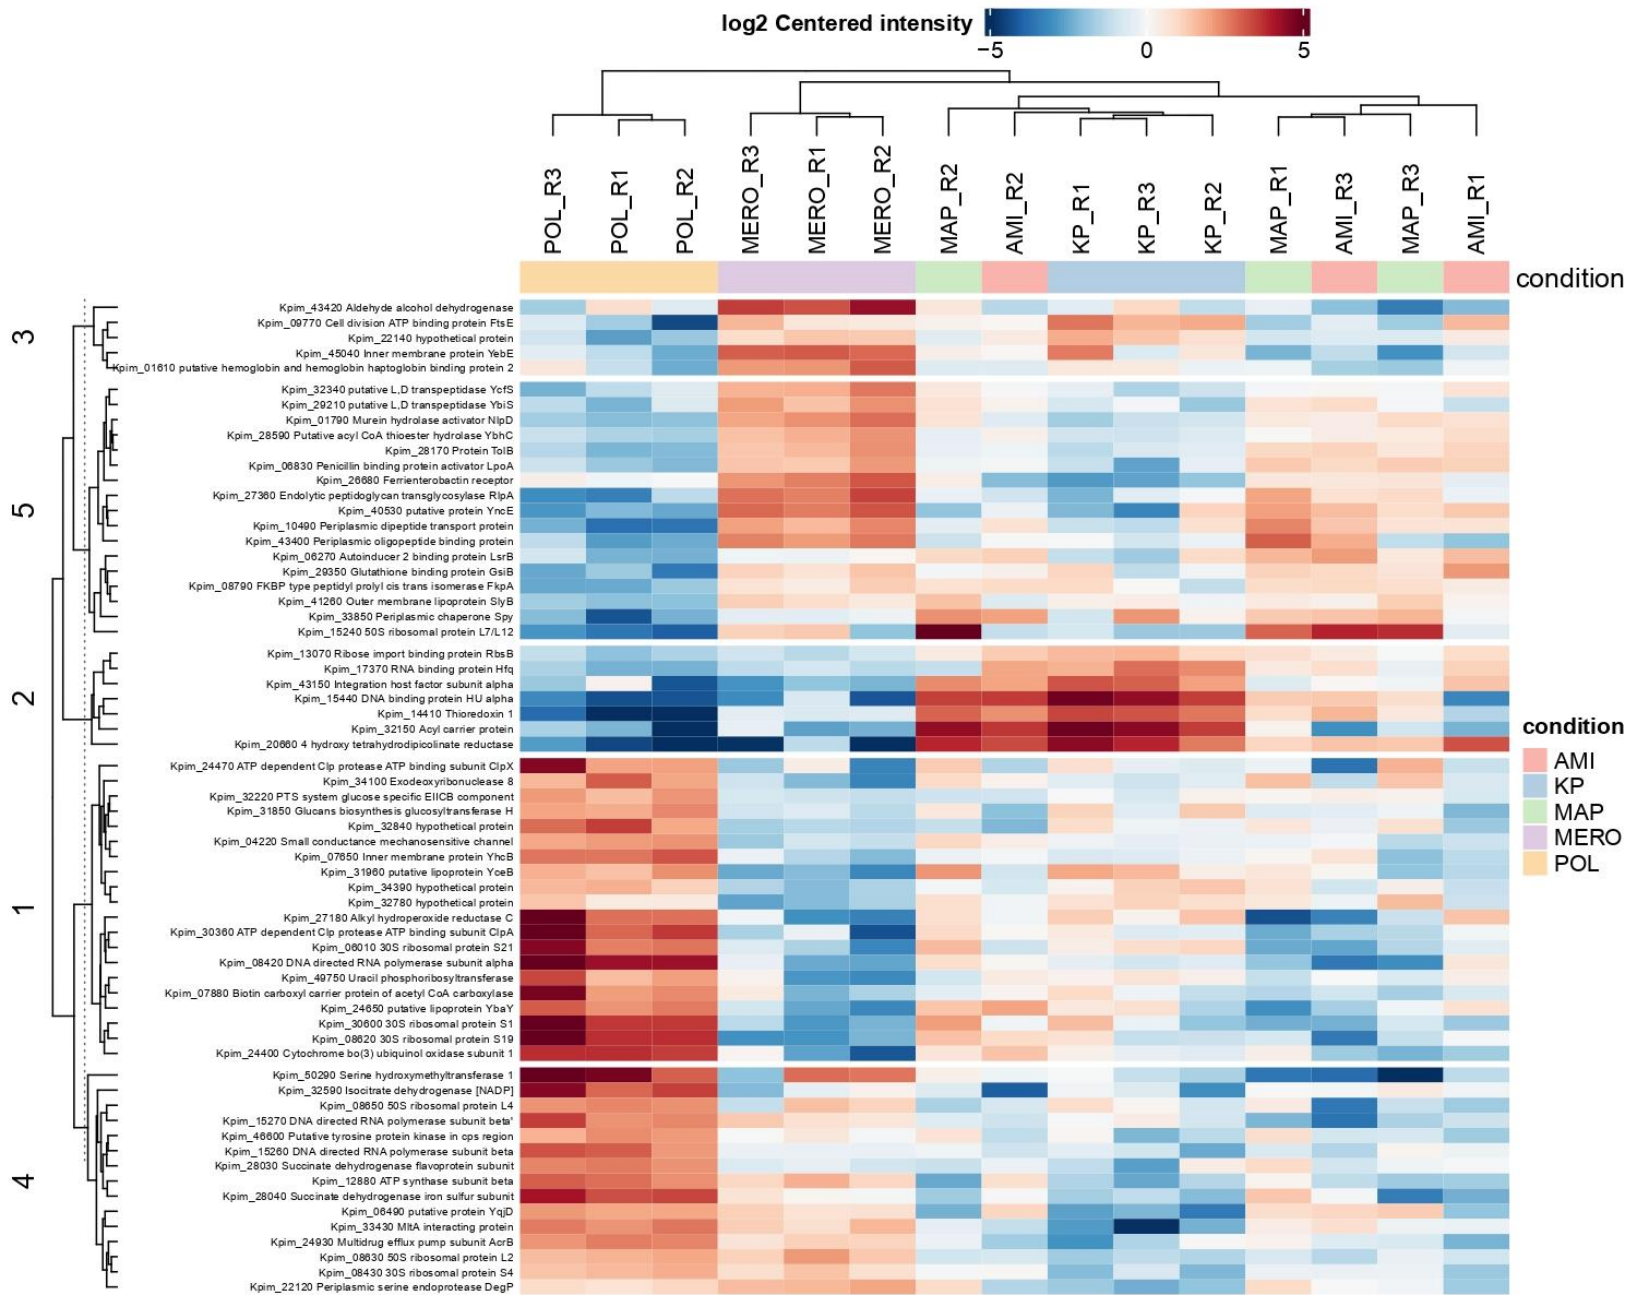 log2 Centered intensity
−5 0 5
POL_R3 POL_R1 POL_R2 MERO_R3 MERO_R1 MERO_R2 MAP_R2 AMI_R2 KP_R1 KP_R3 KP_R2 MAP_R1 AMI_R3 MAP_R3 AMI_R1
condition
3
Kpim_43420 Aldehyde alcohol dehydrogenase
Kpim_09770 Cell division ATP binding protein FtsE
Kpim_22140 hypothetical protein
Kpim_45040 Inner membrane protein YebE
Kpim_01610 putative hemoglobin and hemoglobin haptoglobin binding protein 2
5
Kpim_32340 putative L,D transpeptidase YcfS
Kpim_29210 putative L,D transpeptidase YbiS
Kpim_01790 Murein hydrolase activator NlpD
Kpim_28590 Putative acyl CoA thioester hydrolase YbhC
Kpim_28170 Protein TolB
Kpim_06830 Penicillin binding protein activator LpoA
Kpim_26680 Ferrienterobactin receptor
Kpim_27360 Endolytic peptidoglycan transglycosylase RlpA
Kpim_40530 putative protein YncE
Kpim_10490 Periplasmic dipeptide transport protein
Kpim_43400 Periplasmic oligopeptide binding protein
Kpim_06270 Autoinducer 2 binding protein LsrB
Kpim_29350 Glutathione binding protein GsiB
Kpim_08790 FKBP type peptidyl prolyl cis trans isomerase FkpA
Kpim_41260 Outer membrane lipoprotein SlyB
Kpim_33850 Periplasmic chaperone Spy
Kpim_15240 50S ribosomal protein L7/L12
2
Kpim_13070 Ribose import binding protein RbsB
Kpim_17370 RNA binding protein Hfq
Kpim_43150 Integration host factor subunit alpha
Kpim_15440 DNA binding protein HU alpha
Kpim_14410 Thioredoxin 1
Kpim_32150 Acyl carrier protein
Kpim_20660 4 hydroxy tetrahydrodipicolinate reductase
1
Kpim_24470 ATP dependent Clp protease ATP binding subunit ClpX
Kpim_34100 Exodeoxyribonuclease 8
Kpim_32220 PTS system glucose specific EIICB component
Kpim_31850 Glucans biosynthesis glucosyltransferase H
Kpim_32840 hypothetical protein
Kpim_04220 Small conductance mechanosensitive channel
Kpim_07650 Inner membrane protein YhcB
Kpim_31960 putative lipoprotein YceB
Kpim_34390 hypothetical protein
Kpim_32780 hypothetical protein
Kpim_27180 Alkyl hydroperoxide reductase C
Kpim_30360 ATP dependent Clp protease ATP binding subunit ClpA
Kpim_06010 30S ribosomal protein S21
Kpim_08420 DNA directed RNA polymerase subunit alpha
Kpim_49750 Uracil phosphoribosyltransferase
Kpim_07880 Biotin carboxyl carrier protein of acetyl CoA carboxylase
Kpim_24650 putative lipoprotein YbaY
Kpim_30600 30S ribosomal protein S1
Kpim_08620 30S ribosomal protein S19
Kpim_24400 Cytochrome bo(3) ubiquinol oxidase subunit 1
4
Kpim_50290 Serine hydroxymethyltransferase 1
Kpim_32590 Isocitrate dehydrogenase [NADP]
Kpim_08650 50S ribosomal protein L4
Kpim_15270 DNA directed RNA polymerase subunit beta'
Kpim_46600 Putative tyrosine protein kinase in cps region
Kpim_15260 DNA directed RNA polymerase subunit beta
Kpim_28030 Succinate dehydrogenase flavoprotein subunit
Kpim_12880 ATP synthase subunit beta
Kpim_28040 Succinate dehydrogenase iron sulfur subunit
Kpim_06490 putative protein YqjD
Kpim_33430 MltA interacting protein
Kpim_24930 Multidrug efflux pump subunit AcrB
Kpim_08630 50S ribosomal protein L2
Kpim_08430 30S ribosomal protein S4
Kpim_22120 Periplasmic serine endoprotease DegP
condition
AMI
KP
MAP
MERO
POL